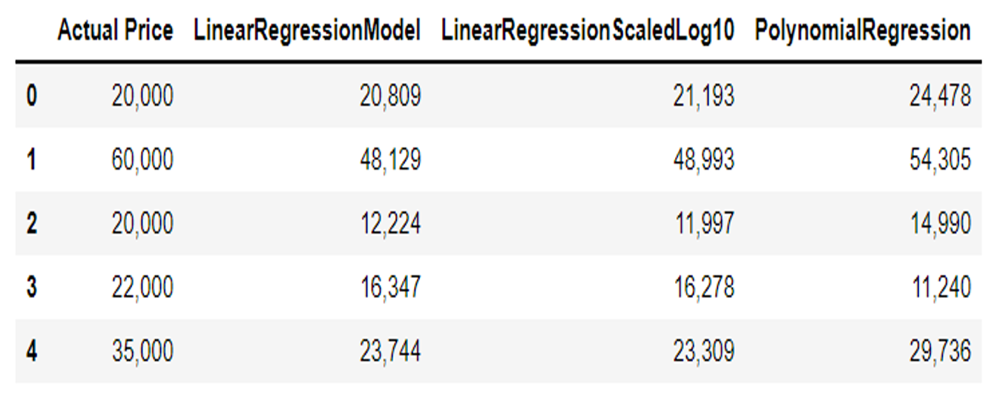 Actual Price LinearRegressionModel LinearRegressionScaledLog10 PolynomialRegression
0 20,000 20,809 21,193 24,478
1 60,000 48,129 48,993 54,305
2 20,000 12,224 11,997 14,990
3 22,000 16,347 16,278 11,240
4 35,000 23,744 23,309 29,736